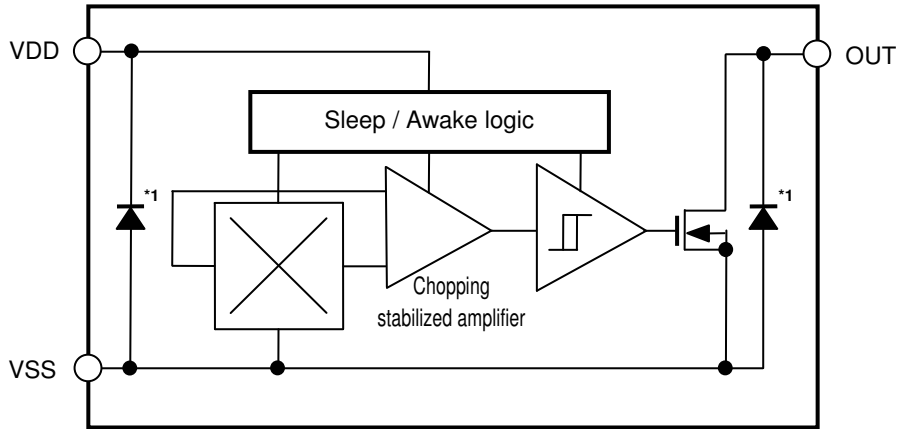 VDD
OUT
Sleep / Awake logic
*1
*1
Chopping
stabilized amplifier
VSS